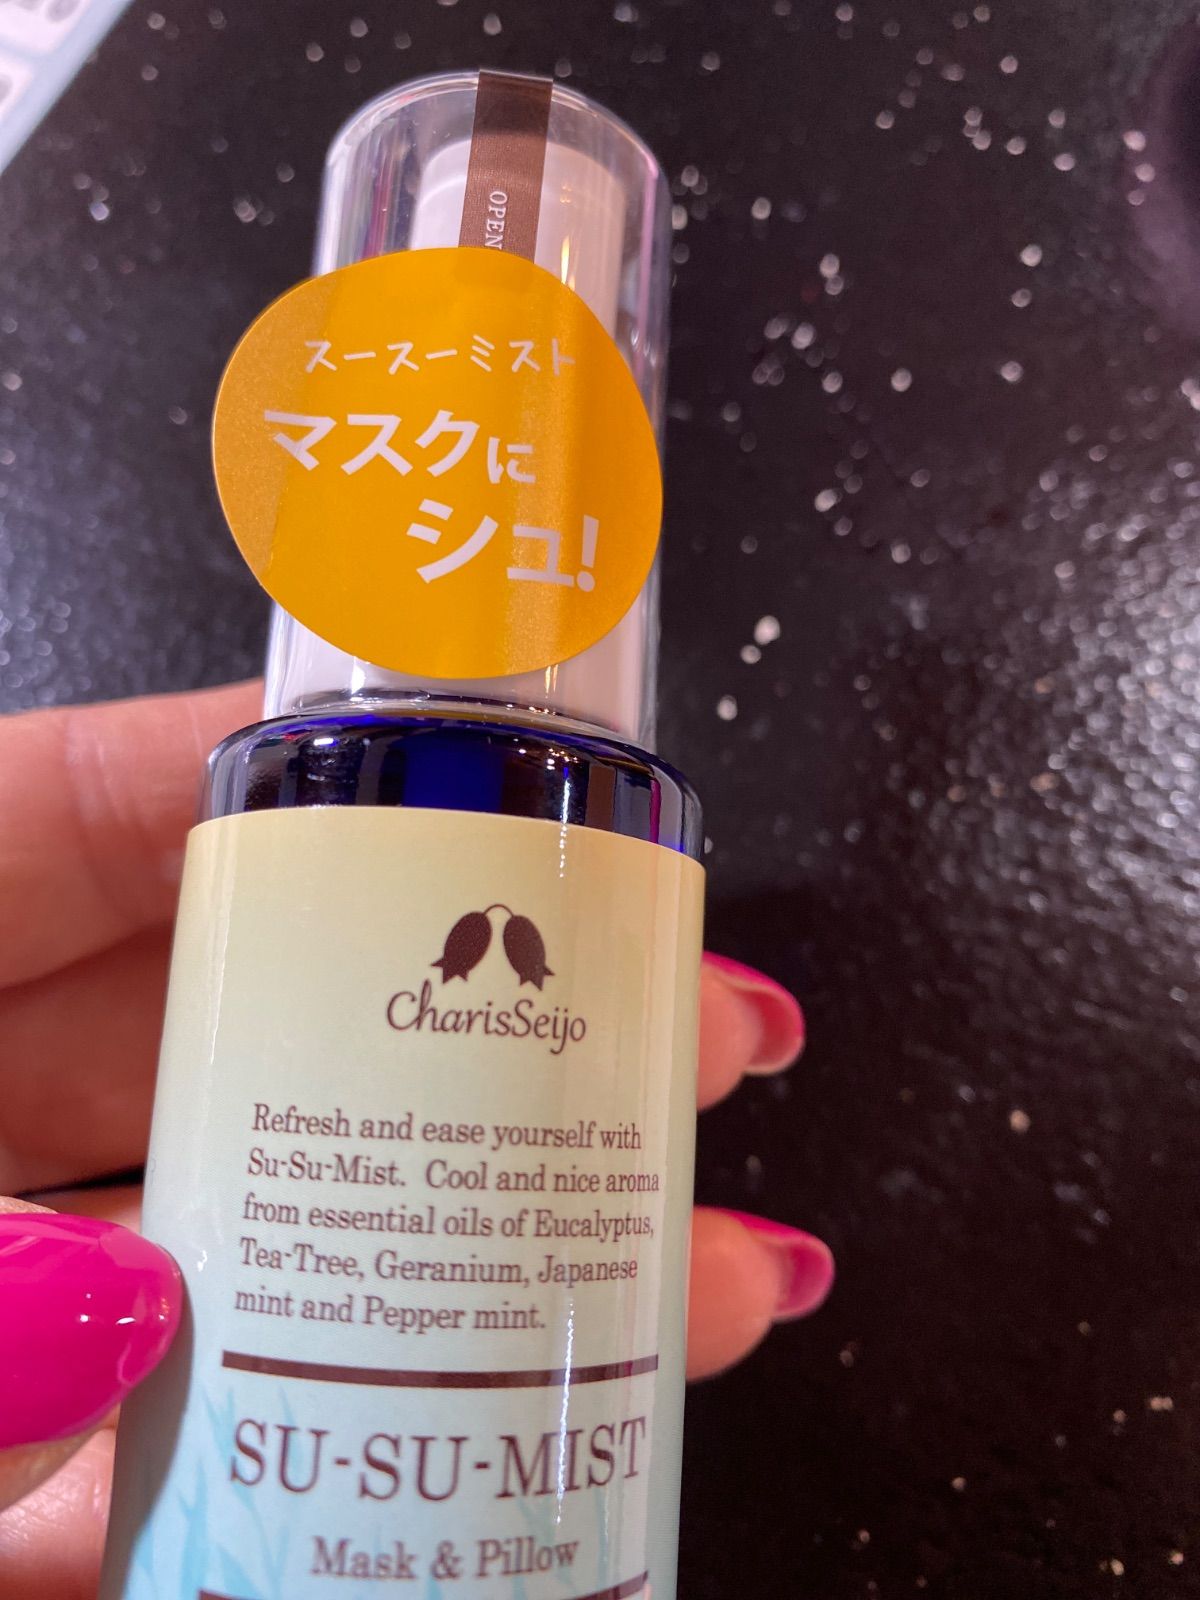 OPEN
スースーミスト
マスクに
シュ!
CharisSeijo
Refresh and ease yourself with
Su-Su-Mist. Cool and nice aroma
from essential oils of Eucalyptus,
Tea-Tree, Geranium, Japanese
mint and Pepper mint.
SU-SU-MIST
Mask & Pillow